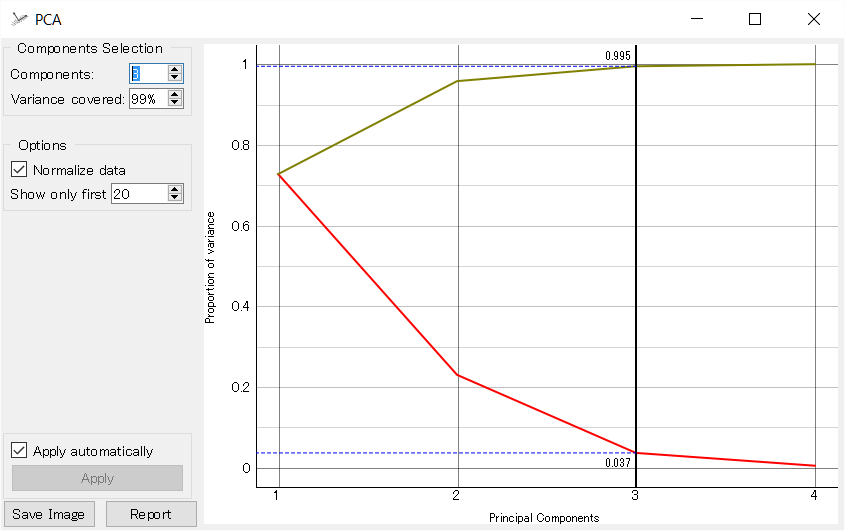 PCA
Components Selection
Components: 3
Variance covered: 99%
Options
Normalize data
Show only first 20
Apply automatically
Apply
Save Image
Report
Proportion of variance
1
0.8
0.6
0.4
0.2
0
0.995
0.037
1 2 3 4
Principal Components